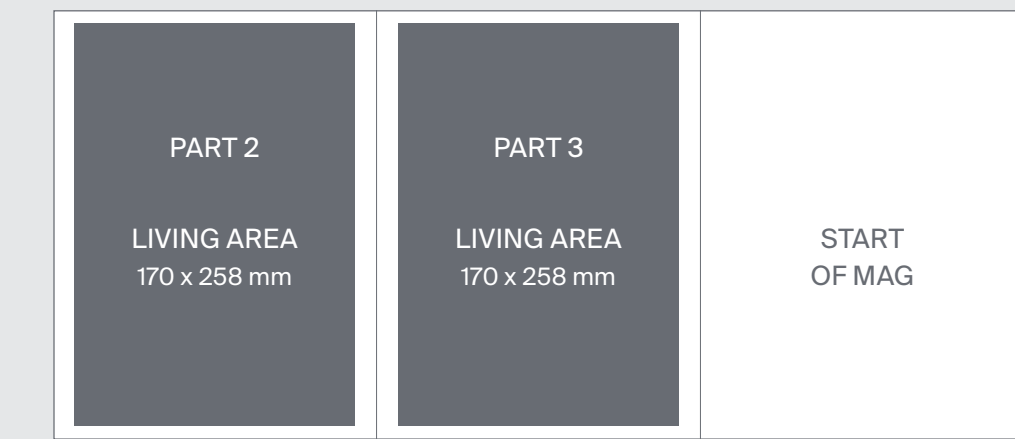 PART 2
LIVING AREA
170 x 258 mm
PART 3
LIVING AREA
170 x 258 mm
START
OF MAG